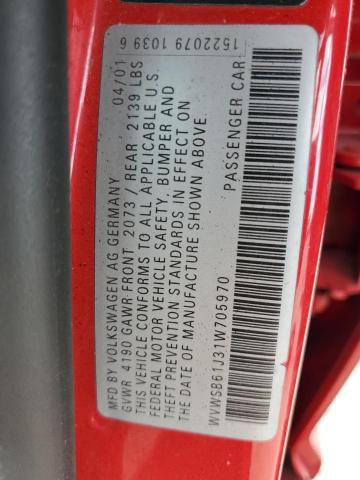 MFD BY VOLKSWAGEN AG GERMANY 04/01
GVWR 4190 GAWR-FRONT 2073 / REAR 2139 LBS
THIS VEHICLE CONFORMS TO ALL APPLICABLE U.S.
FEDERAL MOTOR VEHICLE SAFETY, BUMPER AND
THEFT PREVENTION STANDARDS IN EFFECT ON
THE DATE OF MANUFACTURE SHOWN ABOVE.
WVWSB61J31W705970 PASSENGER CAR
1522079 1039 6